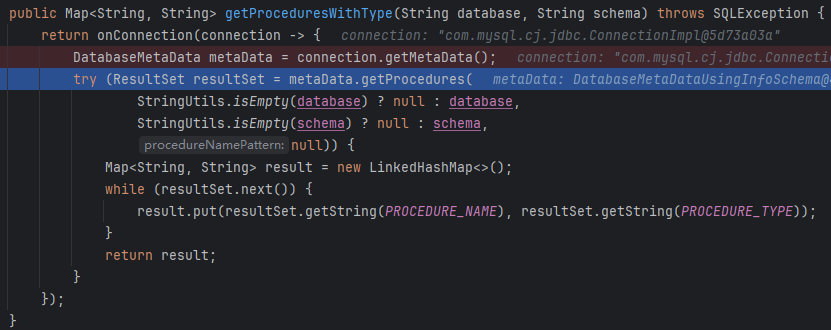 public Map<String, String> getProceduresWithType(String database, String schema) throws SQLException {
return onConnection(connection -> { connection: "com.mysql.cj.jdbc.ConnectionImpl@5d73a03a"
DatabaseMetaData metaData = connection.getMetaData(); connection: "com.mysql.cj.jdbc.Connectio
try (ResultSet resultSet = metaData.getProcedures( metaData: DatabaseMetaDataUsingInfoSchema@
StringUtils.isEmpty(database) ? null : database,
StringUtils.isEmpty(schema) ? null : schema,
procedureNamePattern: null)) {
Map<String, String> result = new LinkedHashMap<>();
while (resultSet.next()) {
result.put(resultSet.getString(PROCEDURE_NAME), resultSet.getString(PROCEDURE_TYPE));
}
return result;
}
});
}